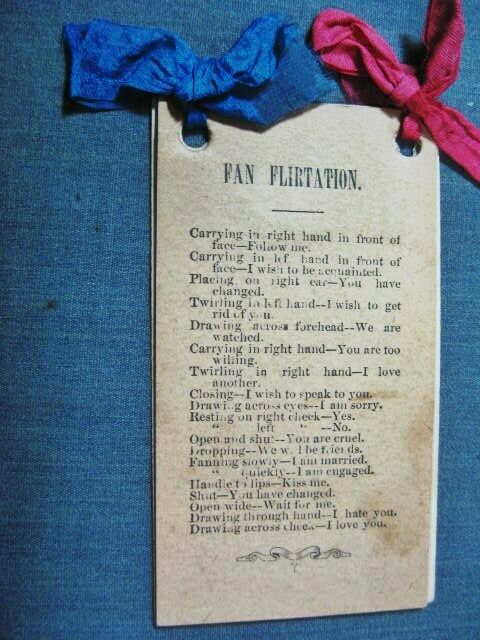 FAN FLIRTATION.
Carrying in right hand in front of
face—Follow me.
Carrying in left hand in front of
face—I wish to be acquainted.
Placing on right ear—You have
changed.
Twirling in left hand--I wish to get
rid of you.
Drawing across forehead--We are
watched.
Carrying in right hand—You are too
willing.
Twirling in right hand—I love
another.
Closing--I wish to speak to you.
Drawing across eyes--I am sorry.
Resting on right cheek—Yes.
“ left “ --No.
Open and shut--You are cruel.
Dropping--We will be friends.
Fanning slowly—I am married.
“ quickly--I am engaged.
Handle to lips—Kiss me.
Shut—You have changed.
Open wide—Wait for me.
Drawing through hand—I hate you.
Drawing across cheek—I love you.